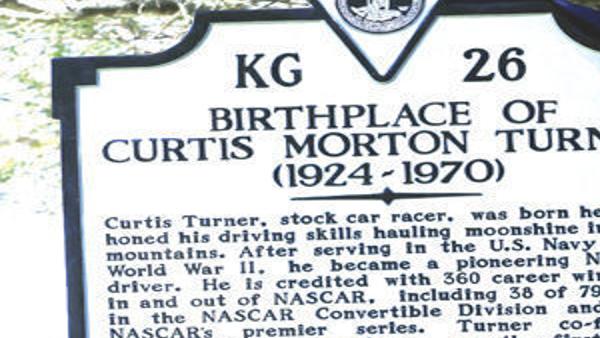 KG 26
BIRTHPLACE OF
CURTIS MORTON TURN
(1924-1970)
Curtis Turner, stock car racer, was born he
honed his driving skills hauling moonshine i
mountains. After serving in the U.S. Navy
World War II, he became a pioneering N
driver. He is credited with 360 career wi
in and out of NASCAR, including 38 of 79
in the NASCAR Convertible Division and
NASCAR's premier series. Turner co-f